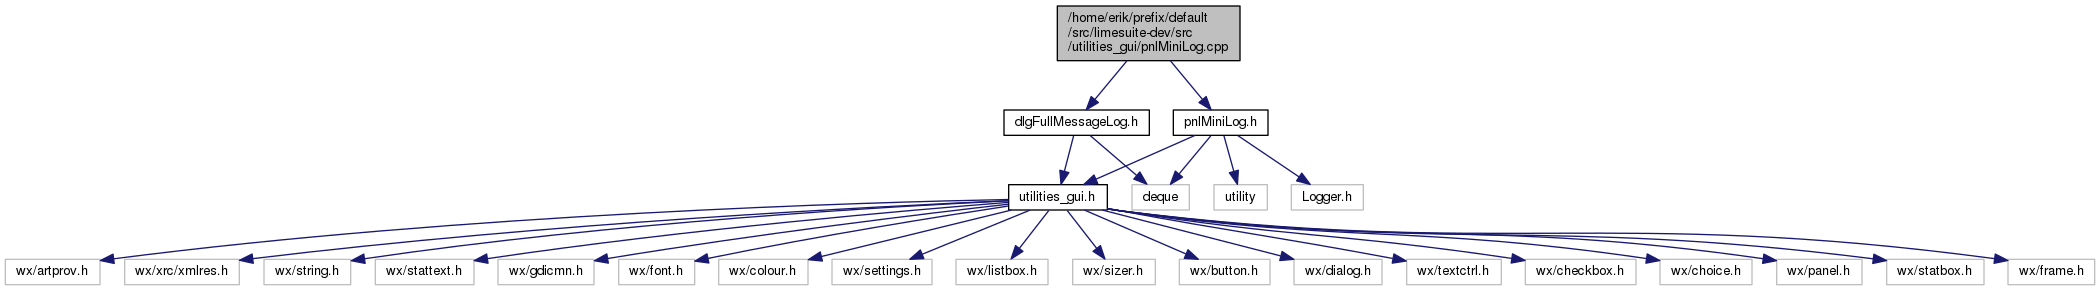 /home/erik/prefix/default
/src/limesuite-dev/src
/utilities_gui/pnlMiniLog.cpp
dlgFullMessageLog.h
pnlMiniLog.h
utilities_gui.h
deque
utility
Logger.h
wx/artprov.h
wx/xrc/xmlres.h
wx/string.h
wx/stattext.h
wx/gdicmn.h
wx/font.h
wx/colour.h
wx/settings.h
wx/listbox.h
wx/sizer.h
wx/button.h
wx/dialog.h
wx/textctrl.h
wx/checkbox.h
wx/choice.h
wx/panel.h
wx/statbox.h
wx/frame.h